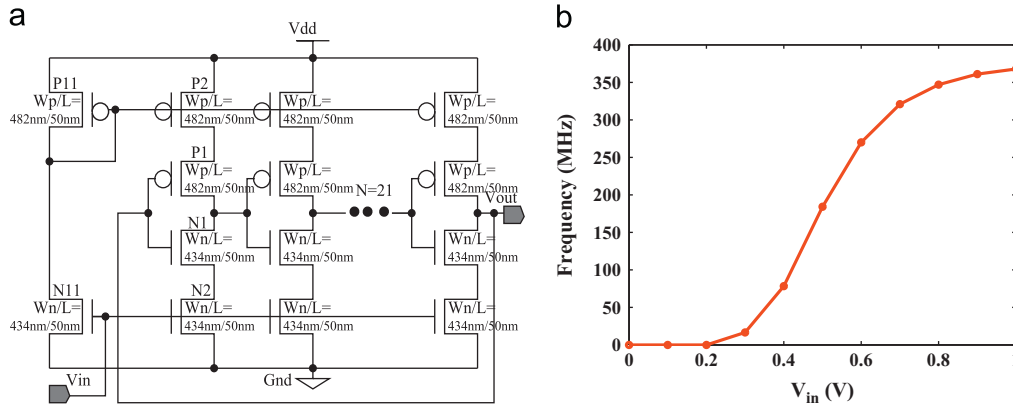 a
b
Vdd
P11
P2
Wp/L=
482nm/50nm
Wp/L=
482nm/50nm
Wp/L=
482nm/50nm
Wp/L=
482nm/50nm
P1
Wp/L=
482nm/50nm
Wp/L=
482nm/50nm
N=21
Wp/L=
482nm/50nm
Vout
N1
Wn/L=
434nm/50nm
Wn/L=
434nm/50nm
Wn/L=
434nm/50nm
N11
N2
Wn/L=
434nm/50nm
Wn/L=
434nm/50nm
Wn/L=
434nm/50nm
Wn/L=
434nm/50nm
Vin
Gnd
Frequency (MHz)
400
350
300
250
200
150
100
50
0
0 0.2 0.4 0.6 0.8 1
Vin (V)